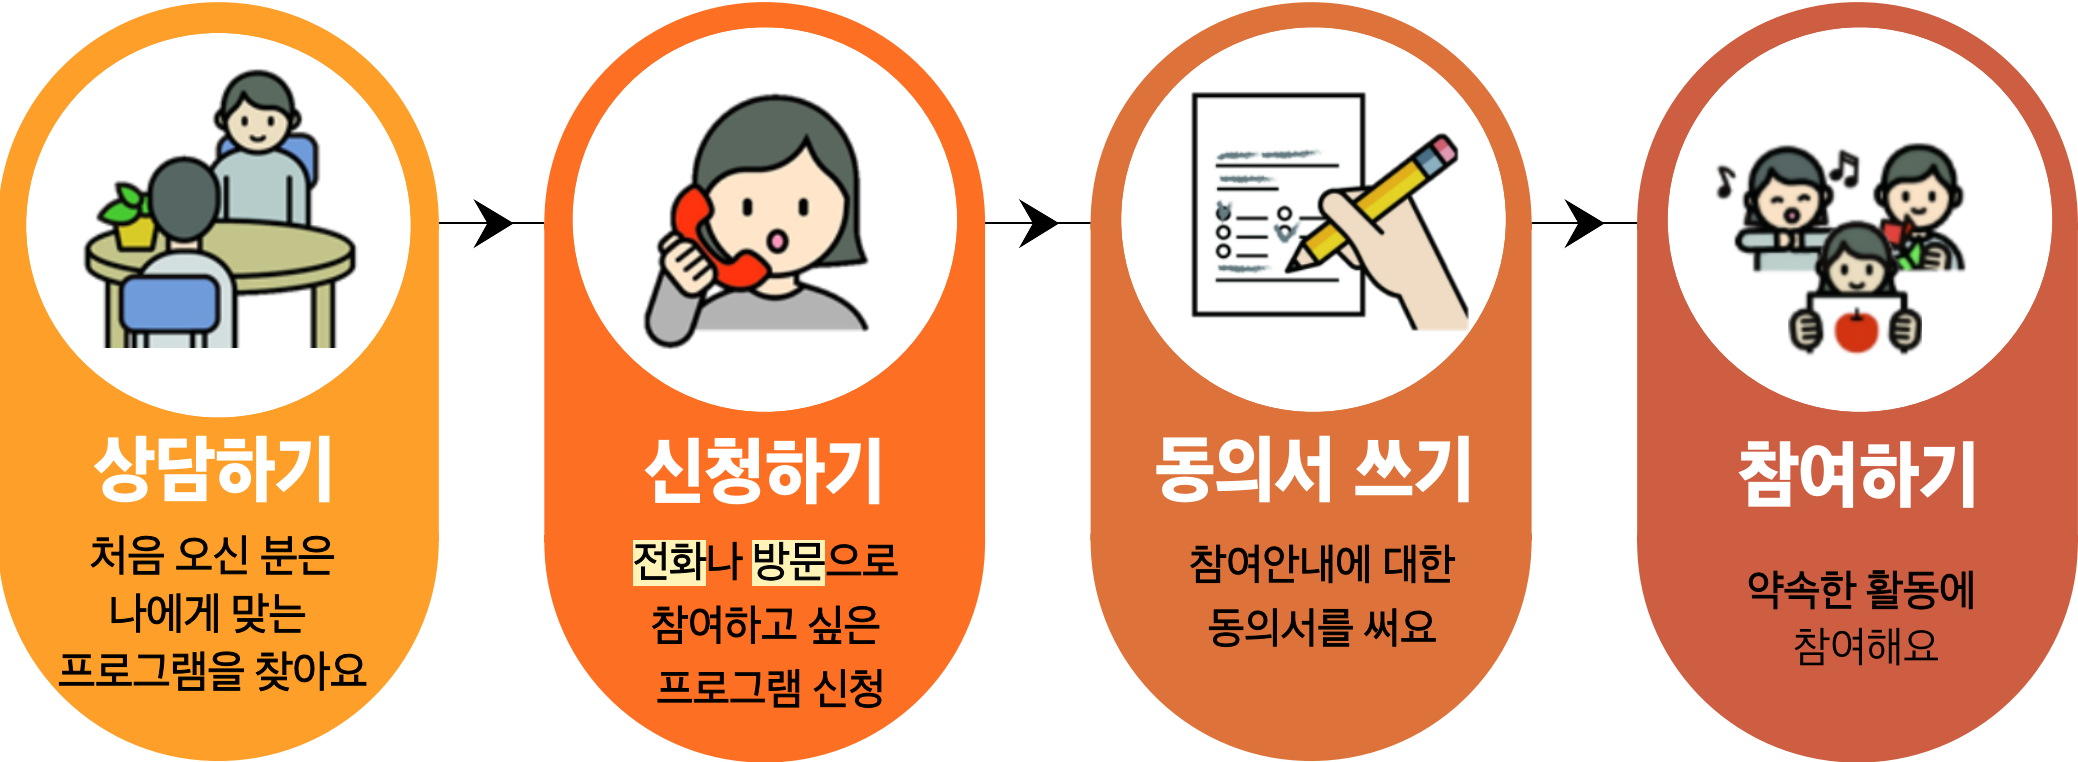 상담하기
처음 오신 분은
나에게 맞는
프로그램을 찾아요
신청하기
전화나 방문으로
참여하고 싶은
프로그램 신청
동의서 쓰기
참여안내에 대한
동의서를 써요
참여하기
약속한 활동에
참여해요